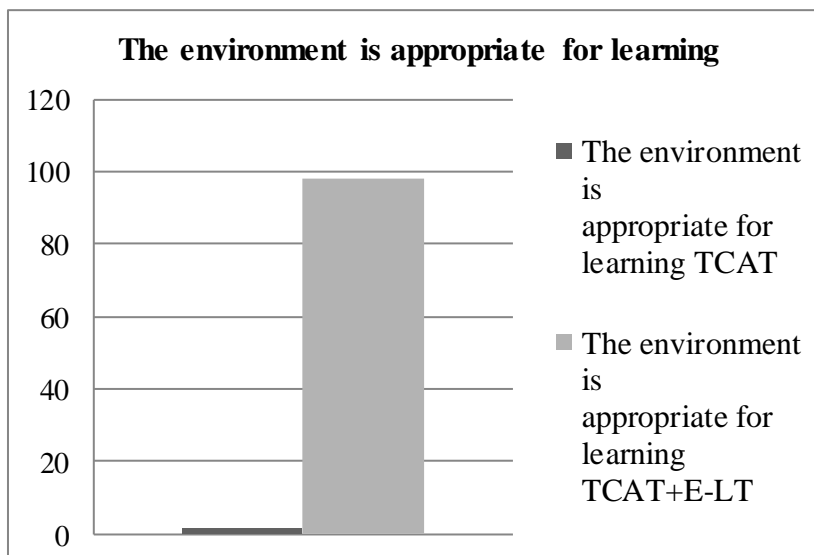 The environment is appropriate for learning
120
100
80
60
40
20
0
The environment
is
appropriate for
learning TCAT
The environment
is
appropriate for
learning
TCAT+E-LT